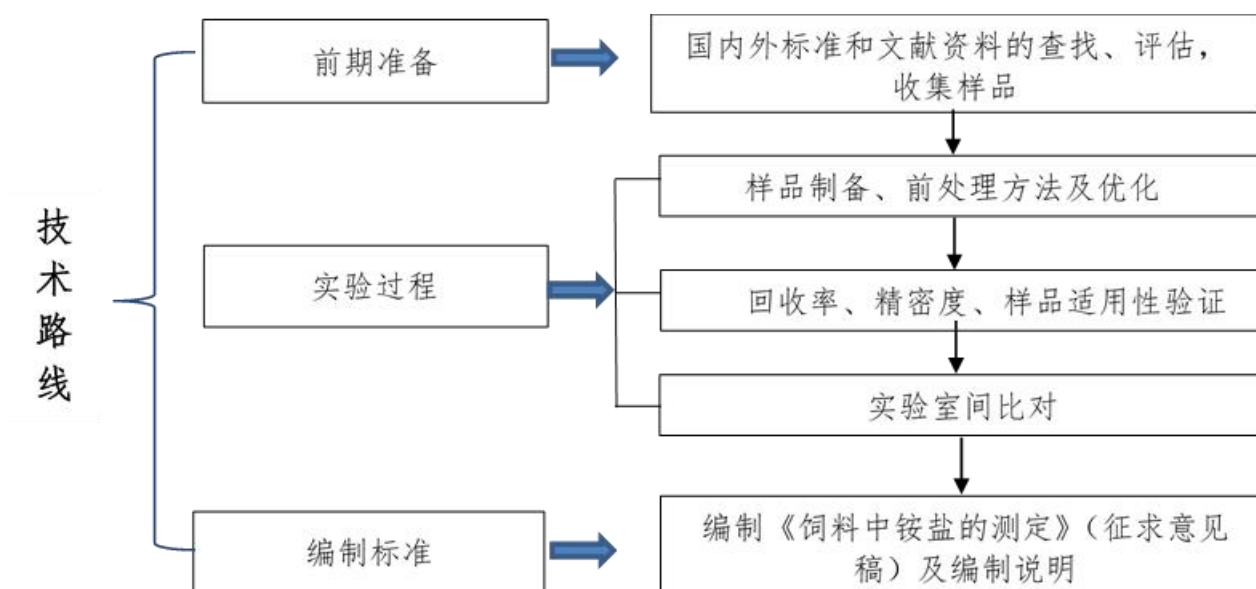 技术路线
前期准备
国内外标准和文献资料的查找、评估，
收集样品
样品制备、前处理方法及优化
实验过程
回收率、精密度、样品适用性验证
实验室间比对
编制标准
编制《饲料中铵盐的测定》（征求意见
稿）及编制说明